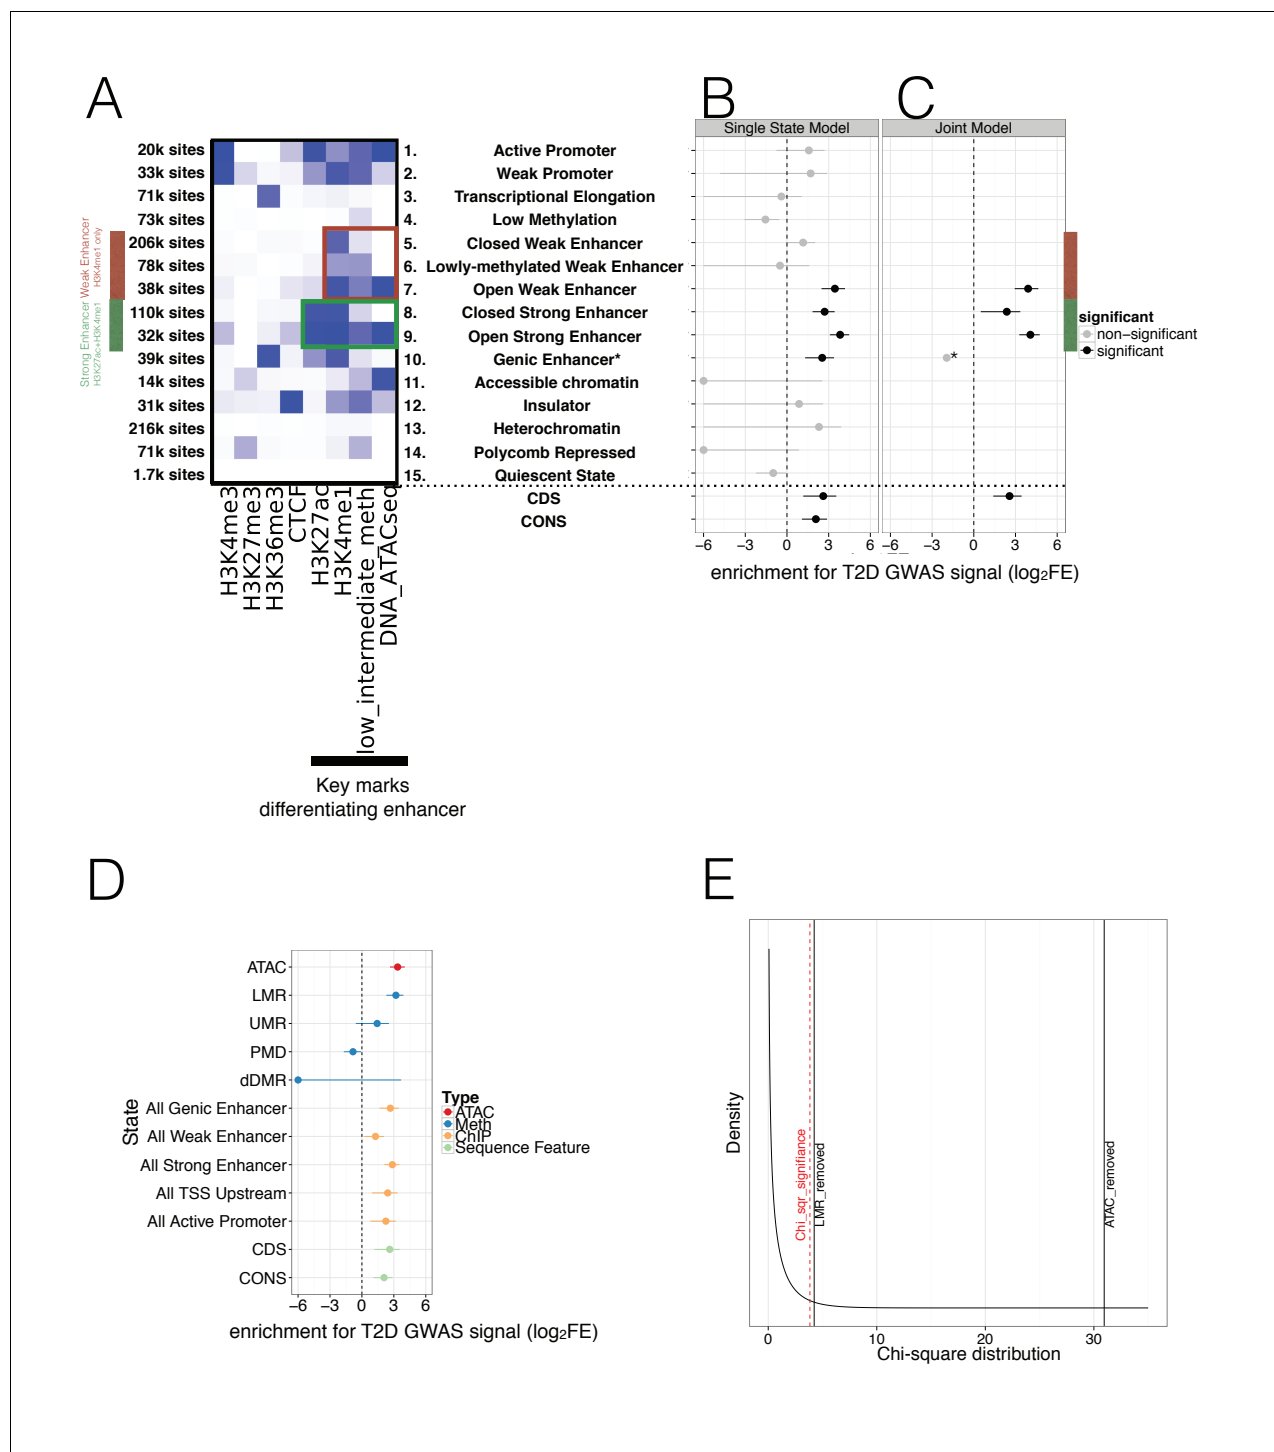 A
B
C
Single State Model
Joint Model
20k sites 1. Active Promoter
33k sites 2. Weak Promoter
71k sites 3. Transcriptional Elongation
73k sites 4. Low Methylation
206k sites 5. Closed Weak Enhancer
78k sites 6. Lowly-methylated Weak Enhancer
38k sites 7. Open Weak Enhancer
110k sites 8. Closed Strong Enhancer
32k sites 9. Open Strong Enhancer
39k sites 10. Genic Enhancer*
14k sites 11. Accessible chromatin
31k sites 12. Insulator
216k sites 13. Heterochromatin
71k sites 14. Polycomb Repressed
1.7k sites 15. Quiescent State
CDS
CONS
Weak Enhancer
H3K4me1 only
Strong Enhancer
H3K27ac+H3K4me1
*
significant
non-significant
significant
H3K4me3
H3K27me3
H3K36me3
CTCF
H3K27ac
H3K4me1
low_intermediate_meth
DNA_ATACseq
-6 -3 0 3 6
-6 -3 0 3 6
enrichment for T2D GWAS signal (log₂FE)
Key marks
differentiating enhancer
D
State
ATAC
LMR
UMR
PMD
dDMR
All Genic Enhancer
All Weak Enhancer
All Strong Enhancer
All TSS Upstream
All Active Promoter
CDS
CONS
-6 -3 0 3 6
enrichment for T2D GWAS signal (log₂FE)
Type
ATAC
Meth
ChIP
Sequence Feature
E
Density
Chi_sqr_signifiance
LMR_removed
ATAC_removed
0 10 20 30
Chi-square distribution